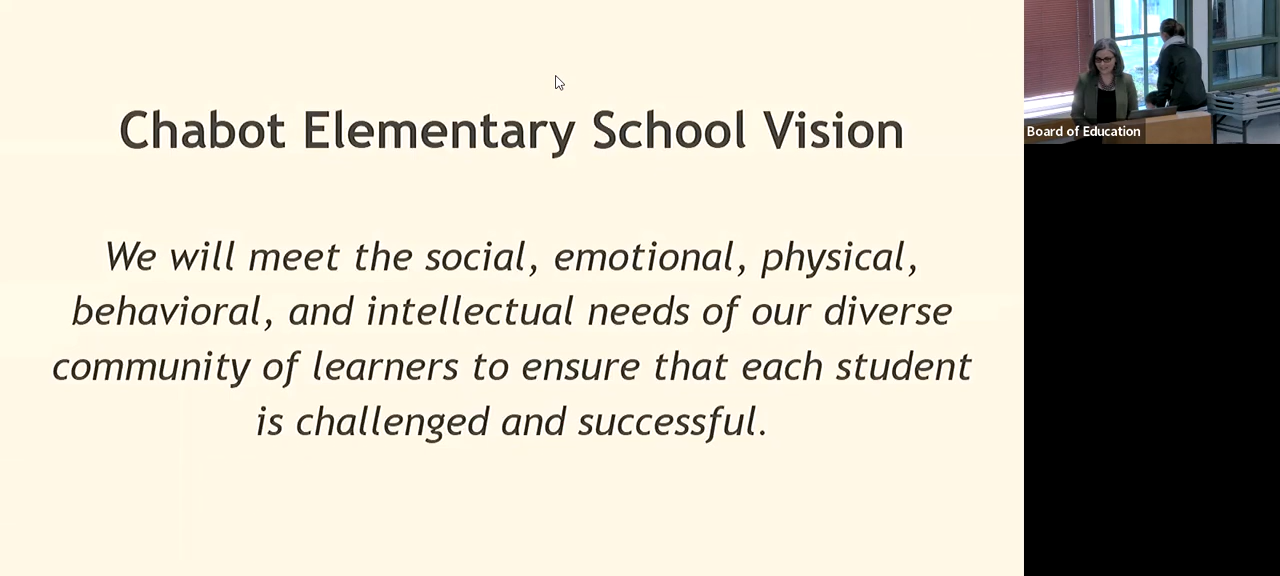 Chabot Elementary School Vision
We will meet the social, emotional, physical,
behavioral, and intellectual needs of our diverse
community of learners to ensure that each student
is challenged and successful.
Board of Education